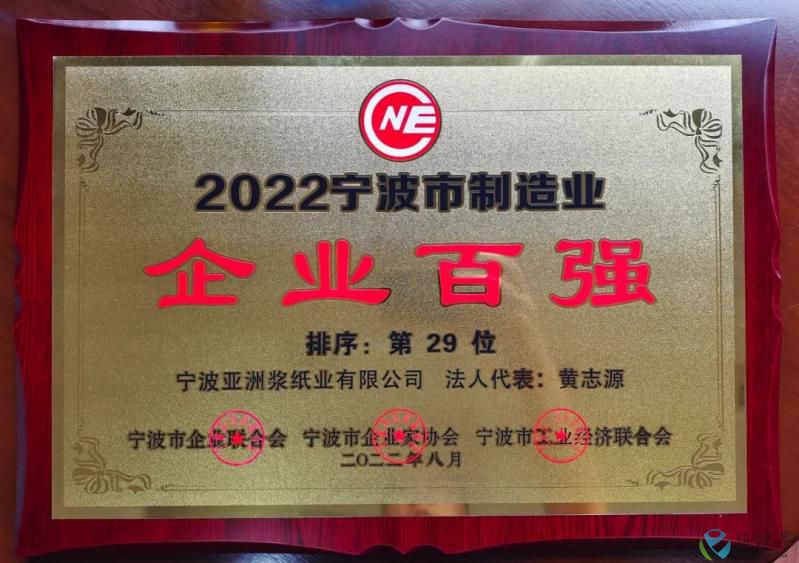 NE
2022宁波市制造业
企业百强
排序：第 29 位
宁波亚洲浆纸业有限公司 法人代表：黄志源
宁波市企业联合会 宁波市企业家协会 宁波市工业经济联合会
二〇二二年八月